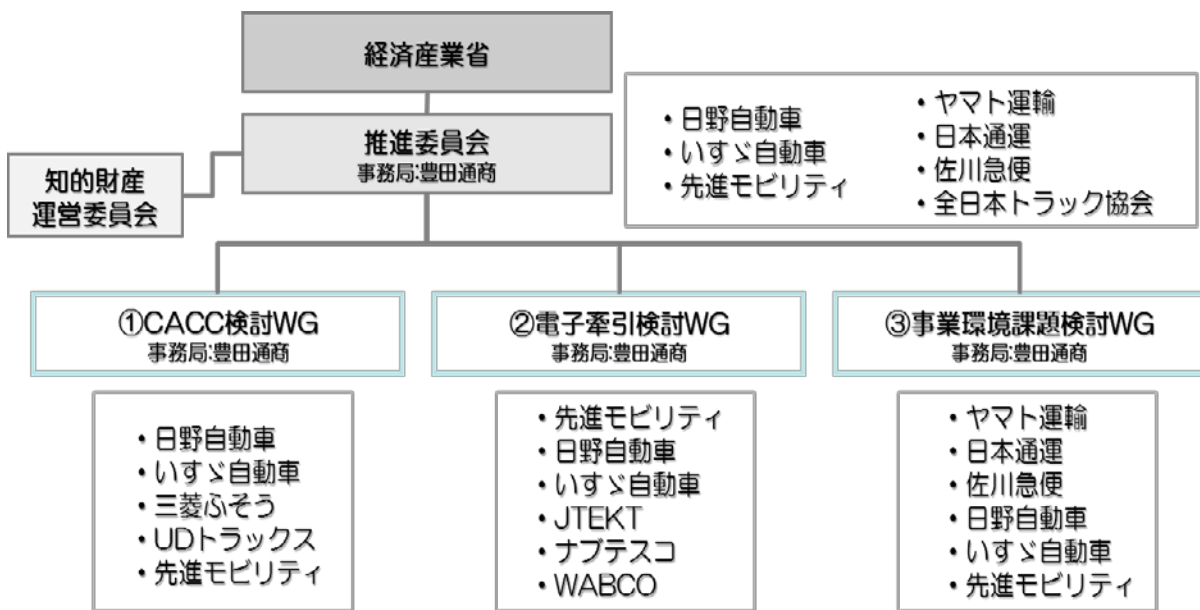 経済産業省
推進委員会
事務局:豊田通商
知的財産
運営委員会
・日野自動車
・いすゞ自動車
・先進モビリティ
・ヤマト運輸
・日本通運
・佐川急便
・全日本トラック協会
①CACC検討WG
事務局:豊田通商
・日野自動車
・いすゞ自動車
・三菱ふそう
・UDトラックス
・先進モビリティ
②電子牽引検討WG
事務局:豊田通商
・先進モビリティ
・日野自動車
・いすゞ自動車
・JTEKT
・ナブテスコ
・WABCO
③事業環境課題検討WG
事務局:豊田通商
・ヤマト運輸
・日本通運
・佐川急便
・日野自動車
・いすゞ自動車
・先進モビリティ